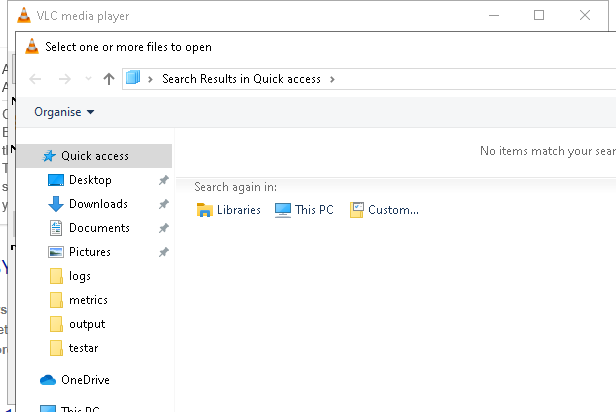 VLC media player
Select one or more files to open
Search Results in Quick access
Organise
Quick access
No items match your sear
Search again in:
Desktop
Downloads
Libraries
This PC
Custom...
Documents
Pictures
logs
metrics
output
testar
OneDrive
This PC